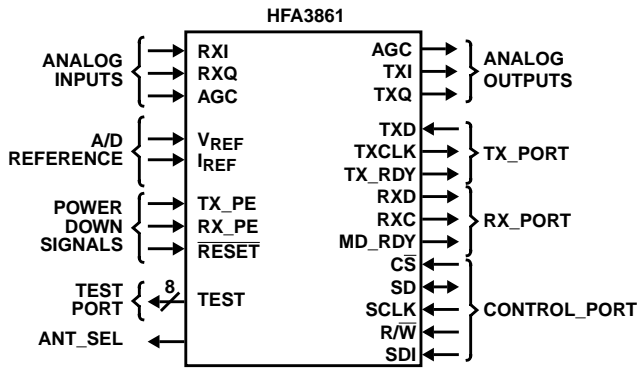 HFA3861
ANALOG
INPUTS
RXI
RXQ
AGC
A/D
REFERENCE
VREF
IREF
POWER
DOWN
SIGNALS
TX_PE
RX_PE
RESET
TEST
PORT
8
TEST
ANT_SEL
AGC
TXI
TXQ
ANALOG
OUTPUTS
TXD
TXCLK
TX_RDY
TX_PORT
RXD
RXC
MD_RDY
RX_PORT
CS
SD
SCLK
R/W
SDI
CONTROL_PORT